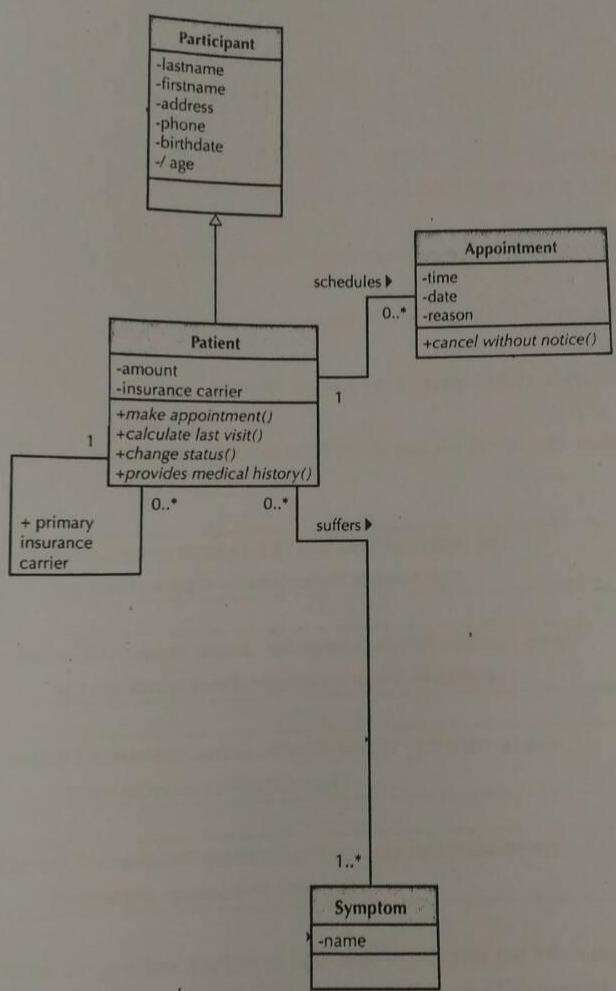 Participant
-lastname
-firstname
-address
-phone
-birthdate
-/ age
Appointment
-time
-date
-reason
+cancel without notice()
schedules ▶
0..*
1
Patient
-amount
-insurance carrier
+make appointment()
+calculate last visit()
+change status()
+provides medical history()
1
0..*
+ primary
insurance
carrier
0..*
suffers ▶
1..*
Symptom
-name